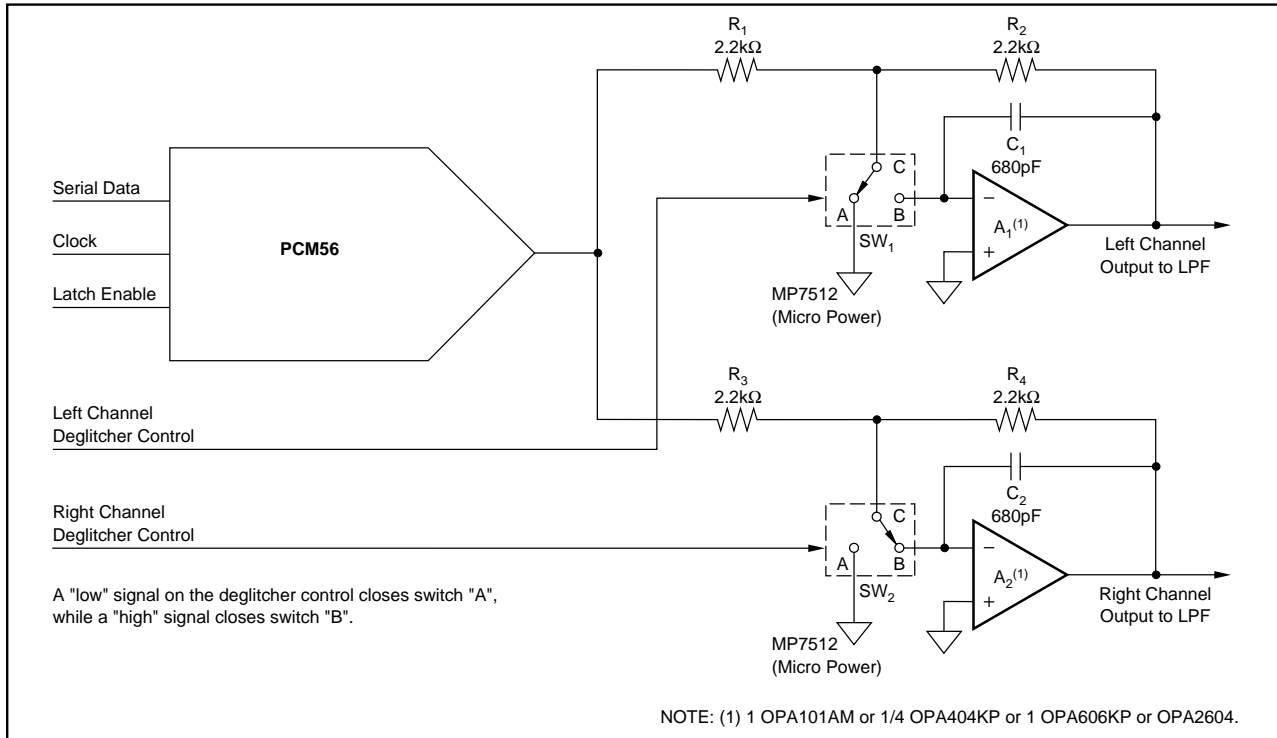 R1
2.2kΩ
R2
2.2kΩ
C1
680pF
C
A
B
SW1
−
+
A1(1)
Left Channel
Output to LPF
MP7512
(Micro Power)
Serial Data
Clock
Latch Enable
PCM56
Left Channel
Deglitcher Control
R3
2.2kΩ
R4
2.2kΩ
C2
680pF
Right Channel
Deglitcher Control
C
A
B
SW2
−
+
A2(1)
Right Channel
Output to LPF
MP7512
(Micro Power)
A "low" signal on the deglitcher control closes switch "A",
while a "high" signal closes switch "B".
NOTE: (1) 1 OPA101AM or 1/4 OPA404KP or 1 OPA606KP or OPA2604.